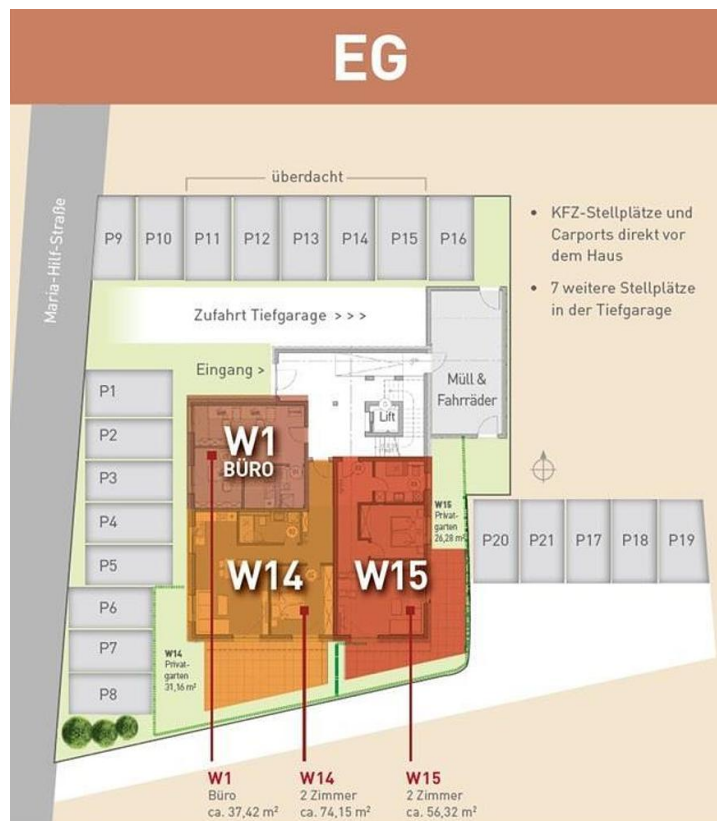 EG
überdacht
P9 P10 P11 P12 P13 P14 P15 P16
Maria-Hilf-Straße
• KFZ-Stellplätze und
Carports direkt vor
dem Haus
• 7 weitere Stellplätze
in der Tiefgarage
Zufahrt Tiefgarage > > >
Eingang >
Müll &
Fahrräder
Lift
P1
P2
P3
P4
P5
P6
P7
P8
W1
BÜRO
W14
W15
W15
Privat-
garten
26,28 m²
P20 P21 P17 P18 P19
W14
Privat-
garten
31,16 m²
W1
Büro
ca. 37,42 m²
W14
2 Zimmer
ca. 74,15 m²
W15
2 Zimmer
ca. 56,32 m²